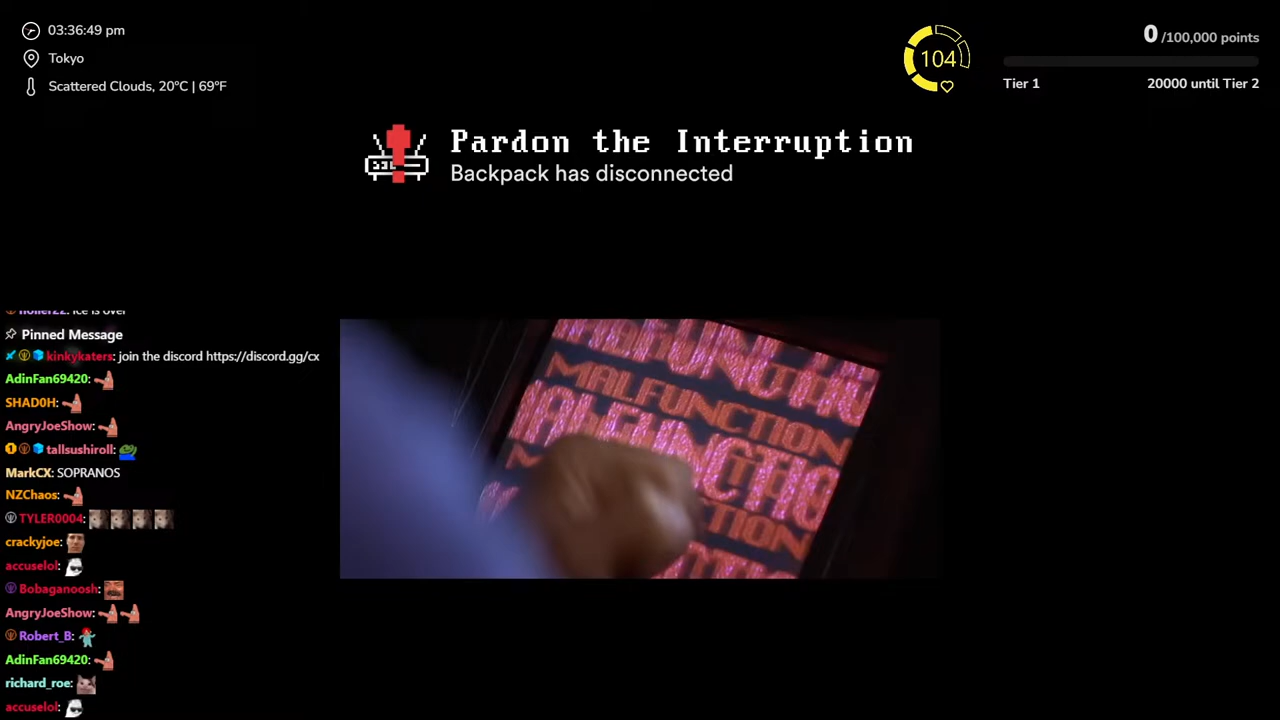 03:36:49 pm
Tokyo
Scattered Clouds, 20°C | 69°F
104
0 /100,000 points
Tier 1
20000 until Tier 2
Pardon the Interruption
Backpack has disconnected
Pinned Message
kinkykaters: join the discord https://discord.gg/cx
AdinFan69420:
SHAD0H:
AngryJoeShow:
tallsushiroll:
MarkCX: SOPRANOS
NZChaos:
TYLER0004:
crackyjoe:
accuselol:
Bobaganoosh:
AngryJoeShow:
Robert_B:
AdinFan69420:
richard_roe:
accuselol:
MALFUNCTION